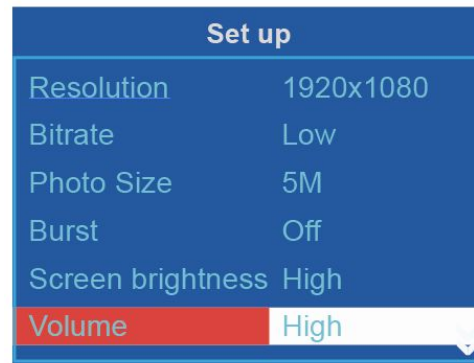 Set up
Resolution 1920x1080
Bitrate Low
Photo Size 5M
Burst Off
Screen brightness High
Volume High